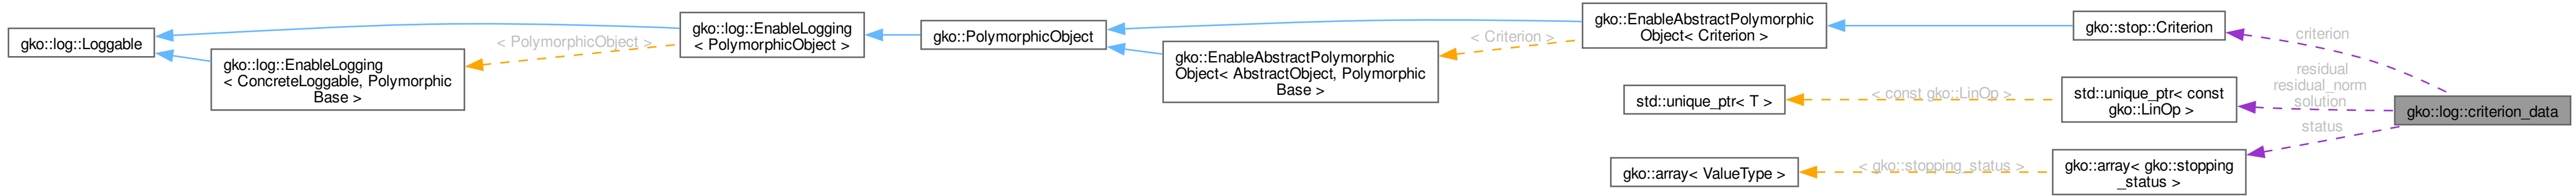 gko::log::Loggable
gko::log::EnableLogging
< ConcreteLoggable, Polymorphic
Base >
< PolymorphicObject >
gko::log::EnableLogging
< PolymorphicObject >
gko::PolymorphicObject
gko::EnableAbstractPolymorphic
Object< AbstractObject, Polymorphic
Base >
< Criterion >
gko::EnableAbstractPolymorphic
Object< Criterion >
gko::stop::Criterion
criterion
std::unique_ptr< T >
< const gko::LinOp >
std::unique_ptr< const
gko::LinOp >
residual
residual_norm
solution
gko::log::criterion_data
status
gko::array< ValueType >
< gko::stopping_status >
gko::array< gko::stopping
_status >